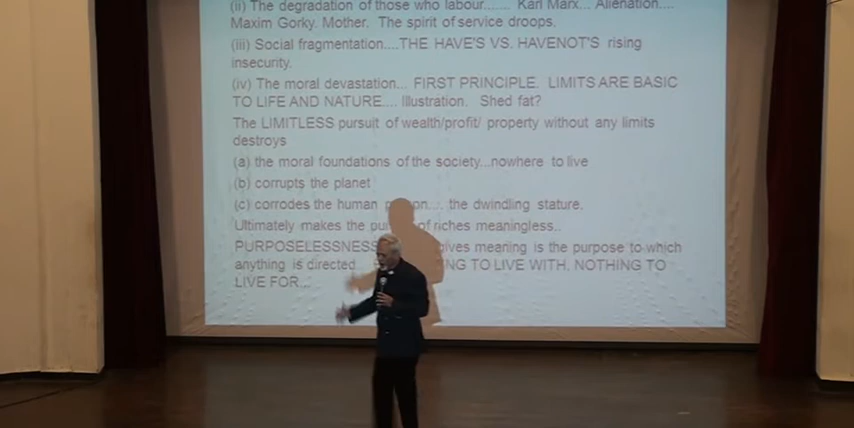 (ii) The degradation of those who labour....... Karl Marx... Alienation....
Maxim Gorky. Mother. The spirit of service droops.
(iii) Social fragmentation....THE HAVE'S VS. HAVENOT'S rising
insecurity.
(iv) The moral devastation... FIRST PRINCIPLE. LIMITS ARE BASIC
TO LIFE AND NATURE.... Illustration. Shed fat?
The LIMITLESS pursuit of wealth/profit/ property without any limits
destroys
(a) the moral foundations of the society...nowhere to live
(b) corrupts the planet
(c) corrodes the human the dwindling stature.
Ultimately makes the of riches meaningless..
PURPOSELESSNESS gives meaning is the purpose to which
anything is directed TO LIVE WITH. NOTHING TO
LIVE FOR...